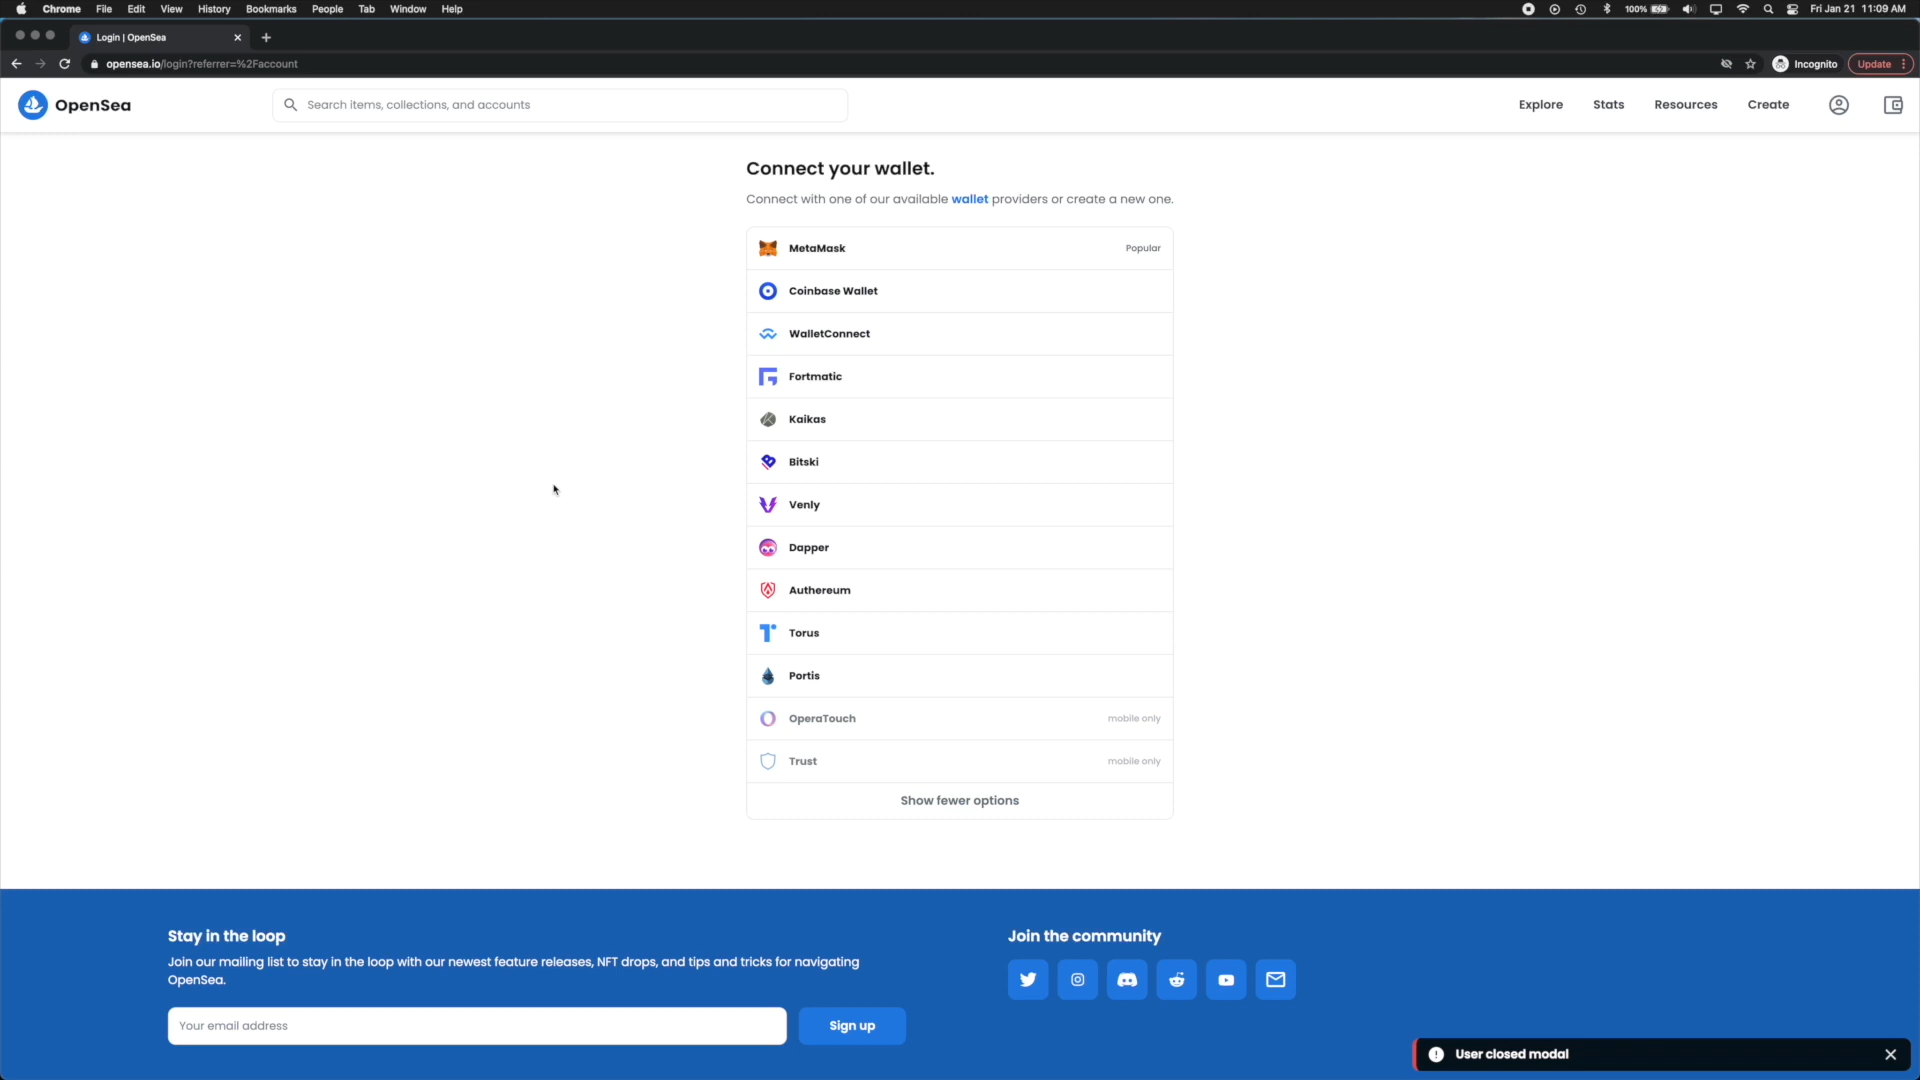 Chrome File Edit View History Bookmarks People Tab Window Help
100% Fri Jan 21 11:09 AM
Login | OpenSea
opensea.io/login?referrer=%2Faccount
Incognito
Update
OpenSea
Search items, collections, and accounts
Explore Stats Resources Create
Connect your wallet.
Connect with one of our available wallet providers or create a new one.
MetaMask Popular
Coinbase Wallet
WalletConnect
Fortmatic
Kaikas
Bitski
Venly
Dapper
Authereum
Torus
Portis
OperaTouch mobile only
Trust mobile only
Show fewer options
Stay in the loop
Join our mailing list to stay in the loop with our newest feature releases, NFT drops, and tips and tricks for navigating
OpenSea.
Your email address
Sign up
Join the community
User closed modal